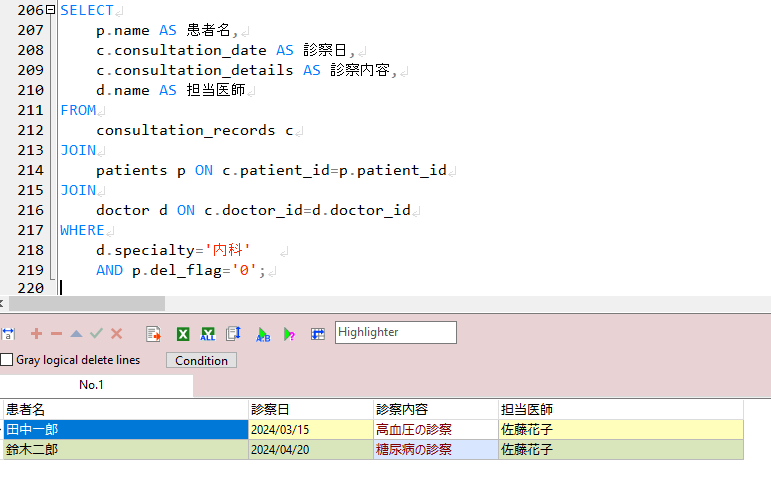 206 SELECT
207 p.name AS 患者名,
208 c.consultation_date AS 診察日,
209 c.consultation_details AS 診察内容,
210 d.name AS 担当医師
211 FROM
212 consultation_records c
213 JOIN
214 patients p ON c.patient_id=p.patient_id
215 JOIN
216 doctor d ON c.doctor_id=d.doctor_id
217 WHERE
218 d.specialty='内科'
219 AND p.del_flag='0';
220
a ALL A:B ? Highlighter
Gray logical delete lines Condition
No.1
患者名 診察日 診察内容 担当医師
田中一郎 2024/03/15 高血圧の診察 佐藤花子
鈴木二郎 2024/04/20 糖尿病の診察 佐藤花子